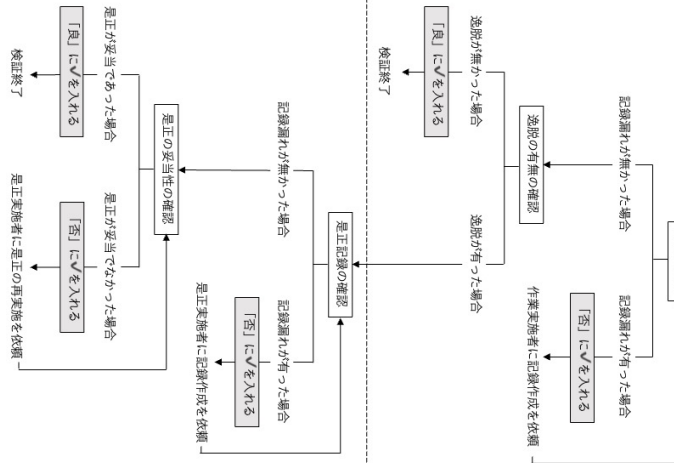 記録漏れが無かった場合
記録漏れが有った場合
「否」に✔を入れる
作業実施者に記録作成を依頼
逸脱の有無の確認
逸脱が無かった場合
逸脱が有った場合
「良」に✔を入れる
検証終了
是正記録の確認
記録漏れが無かった場合
記録漏れが有った場合
「否」に✔を入れる
是正実施者に記録作成を依頼
是正の妥当性の確認
是正が妥当であった場合
是正が妥当でなかった場合
「良」に✔を入れる
「否」に✔を入れる
検証終了
是正実施者に是正の再実施を依頼